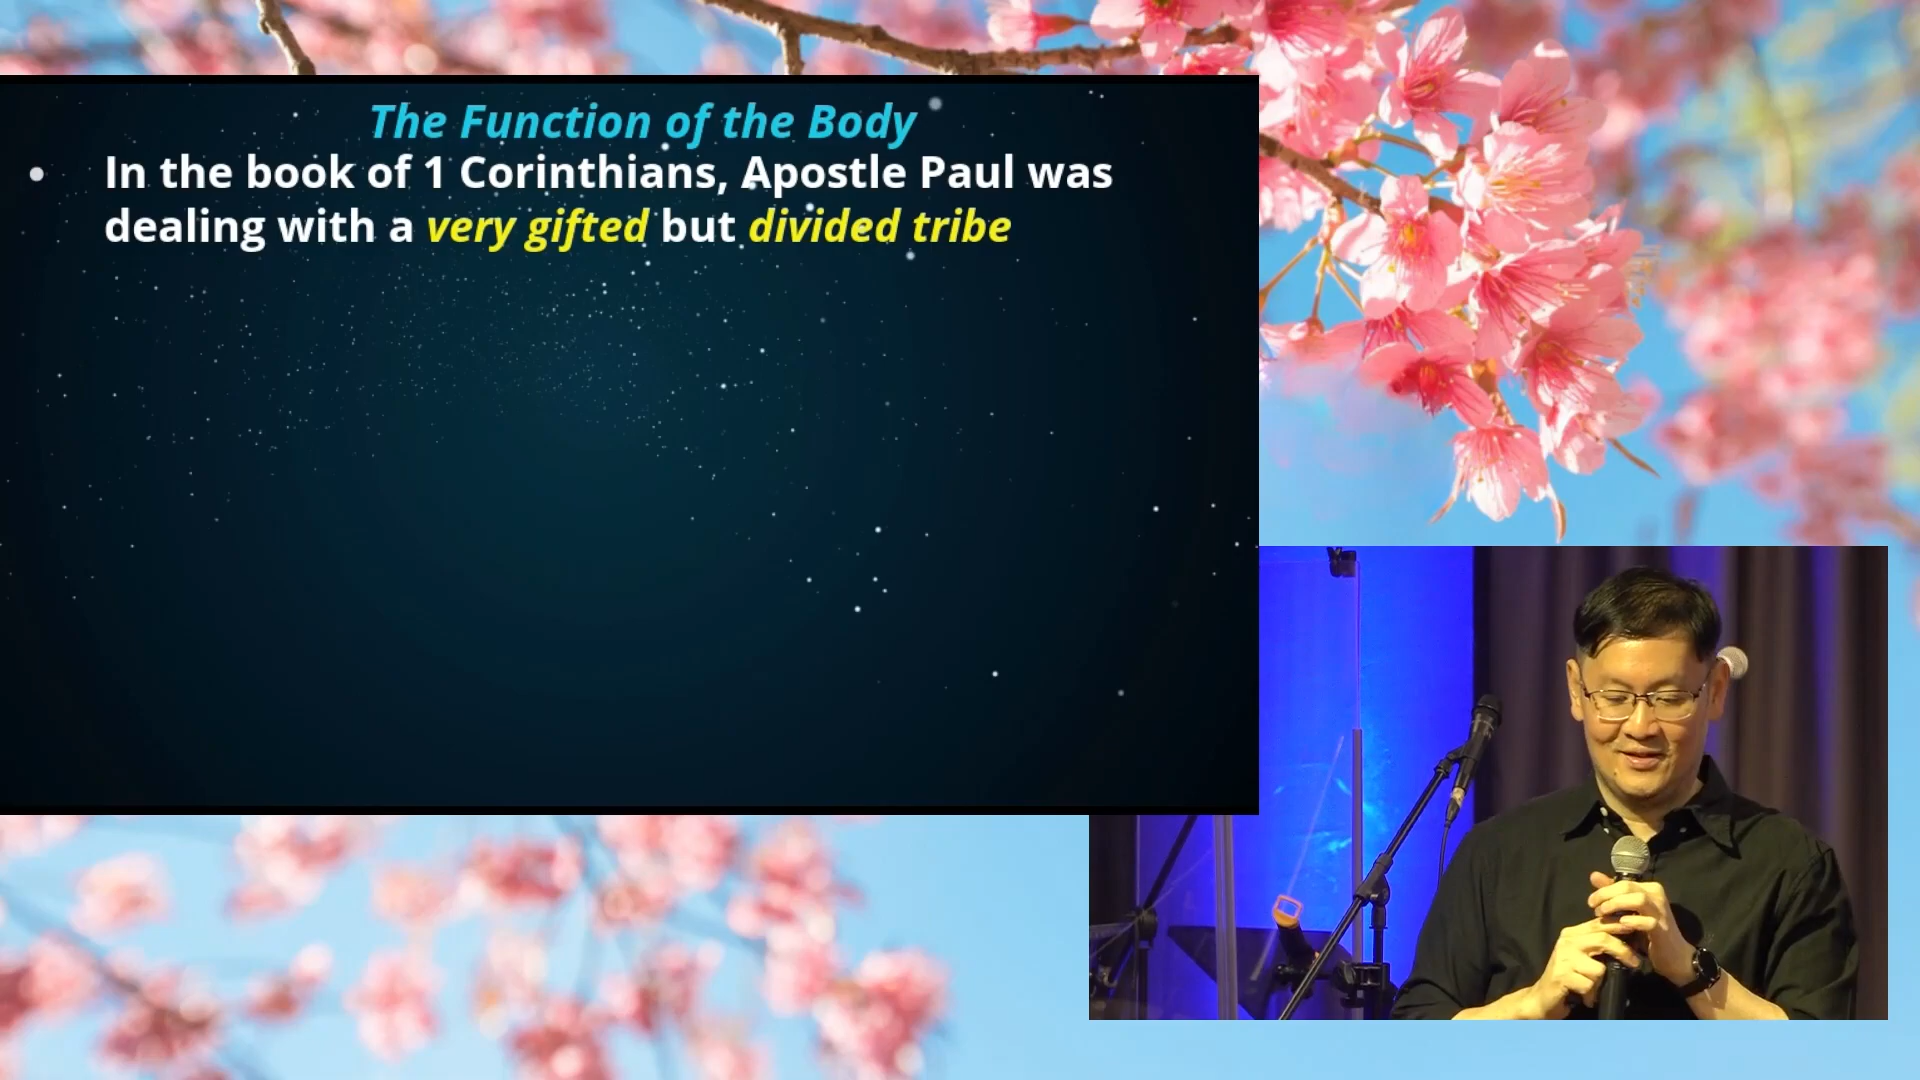 The Function of the Body
• In the book of 1 Corinthians, Apostle Paul was
dealing with a very gifted but divided tribe